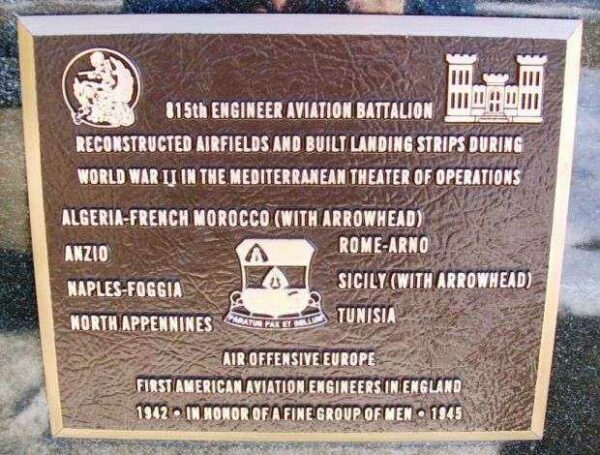 815th ENGINEER AVIATION BATTALION
RECONSTRUCTED AIRFIELDS AND BUILT LANDING STRIPS DURING
WORLD WAR II IN THE MEDITERRANEAN THEATER OF OPERATIONS
ALGERIA-FRENCH MOROCCO (WITH ARROWHEAD)
ANZIO
ROME-ARNO
NAPLES-FOGGIA
SICILY (WITH ARROWHEAD)
NORTH APPENNINES
TUNISIA
PARATUS PAX ET BELLUM
AIR OFFENSIVE EUROPE
FIRST AMERICAN AVIATION ENGINEERS IN ENGLAND
1942 • IN HONOR OF A FINE GROUP OF MEN • 1945